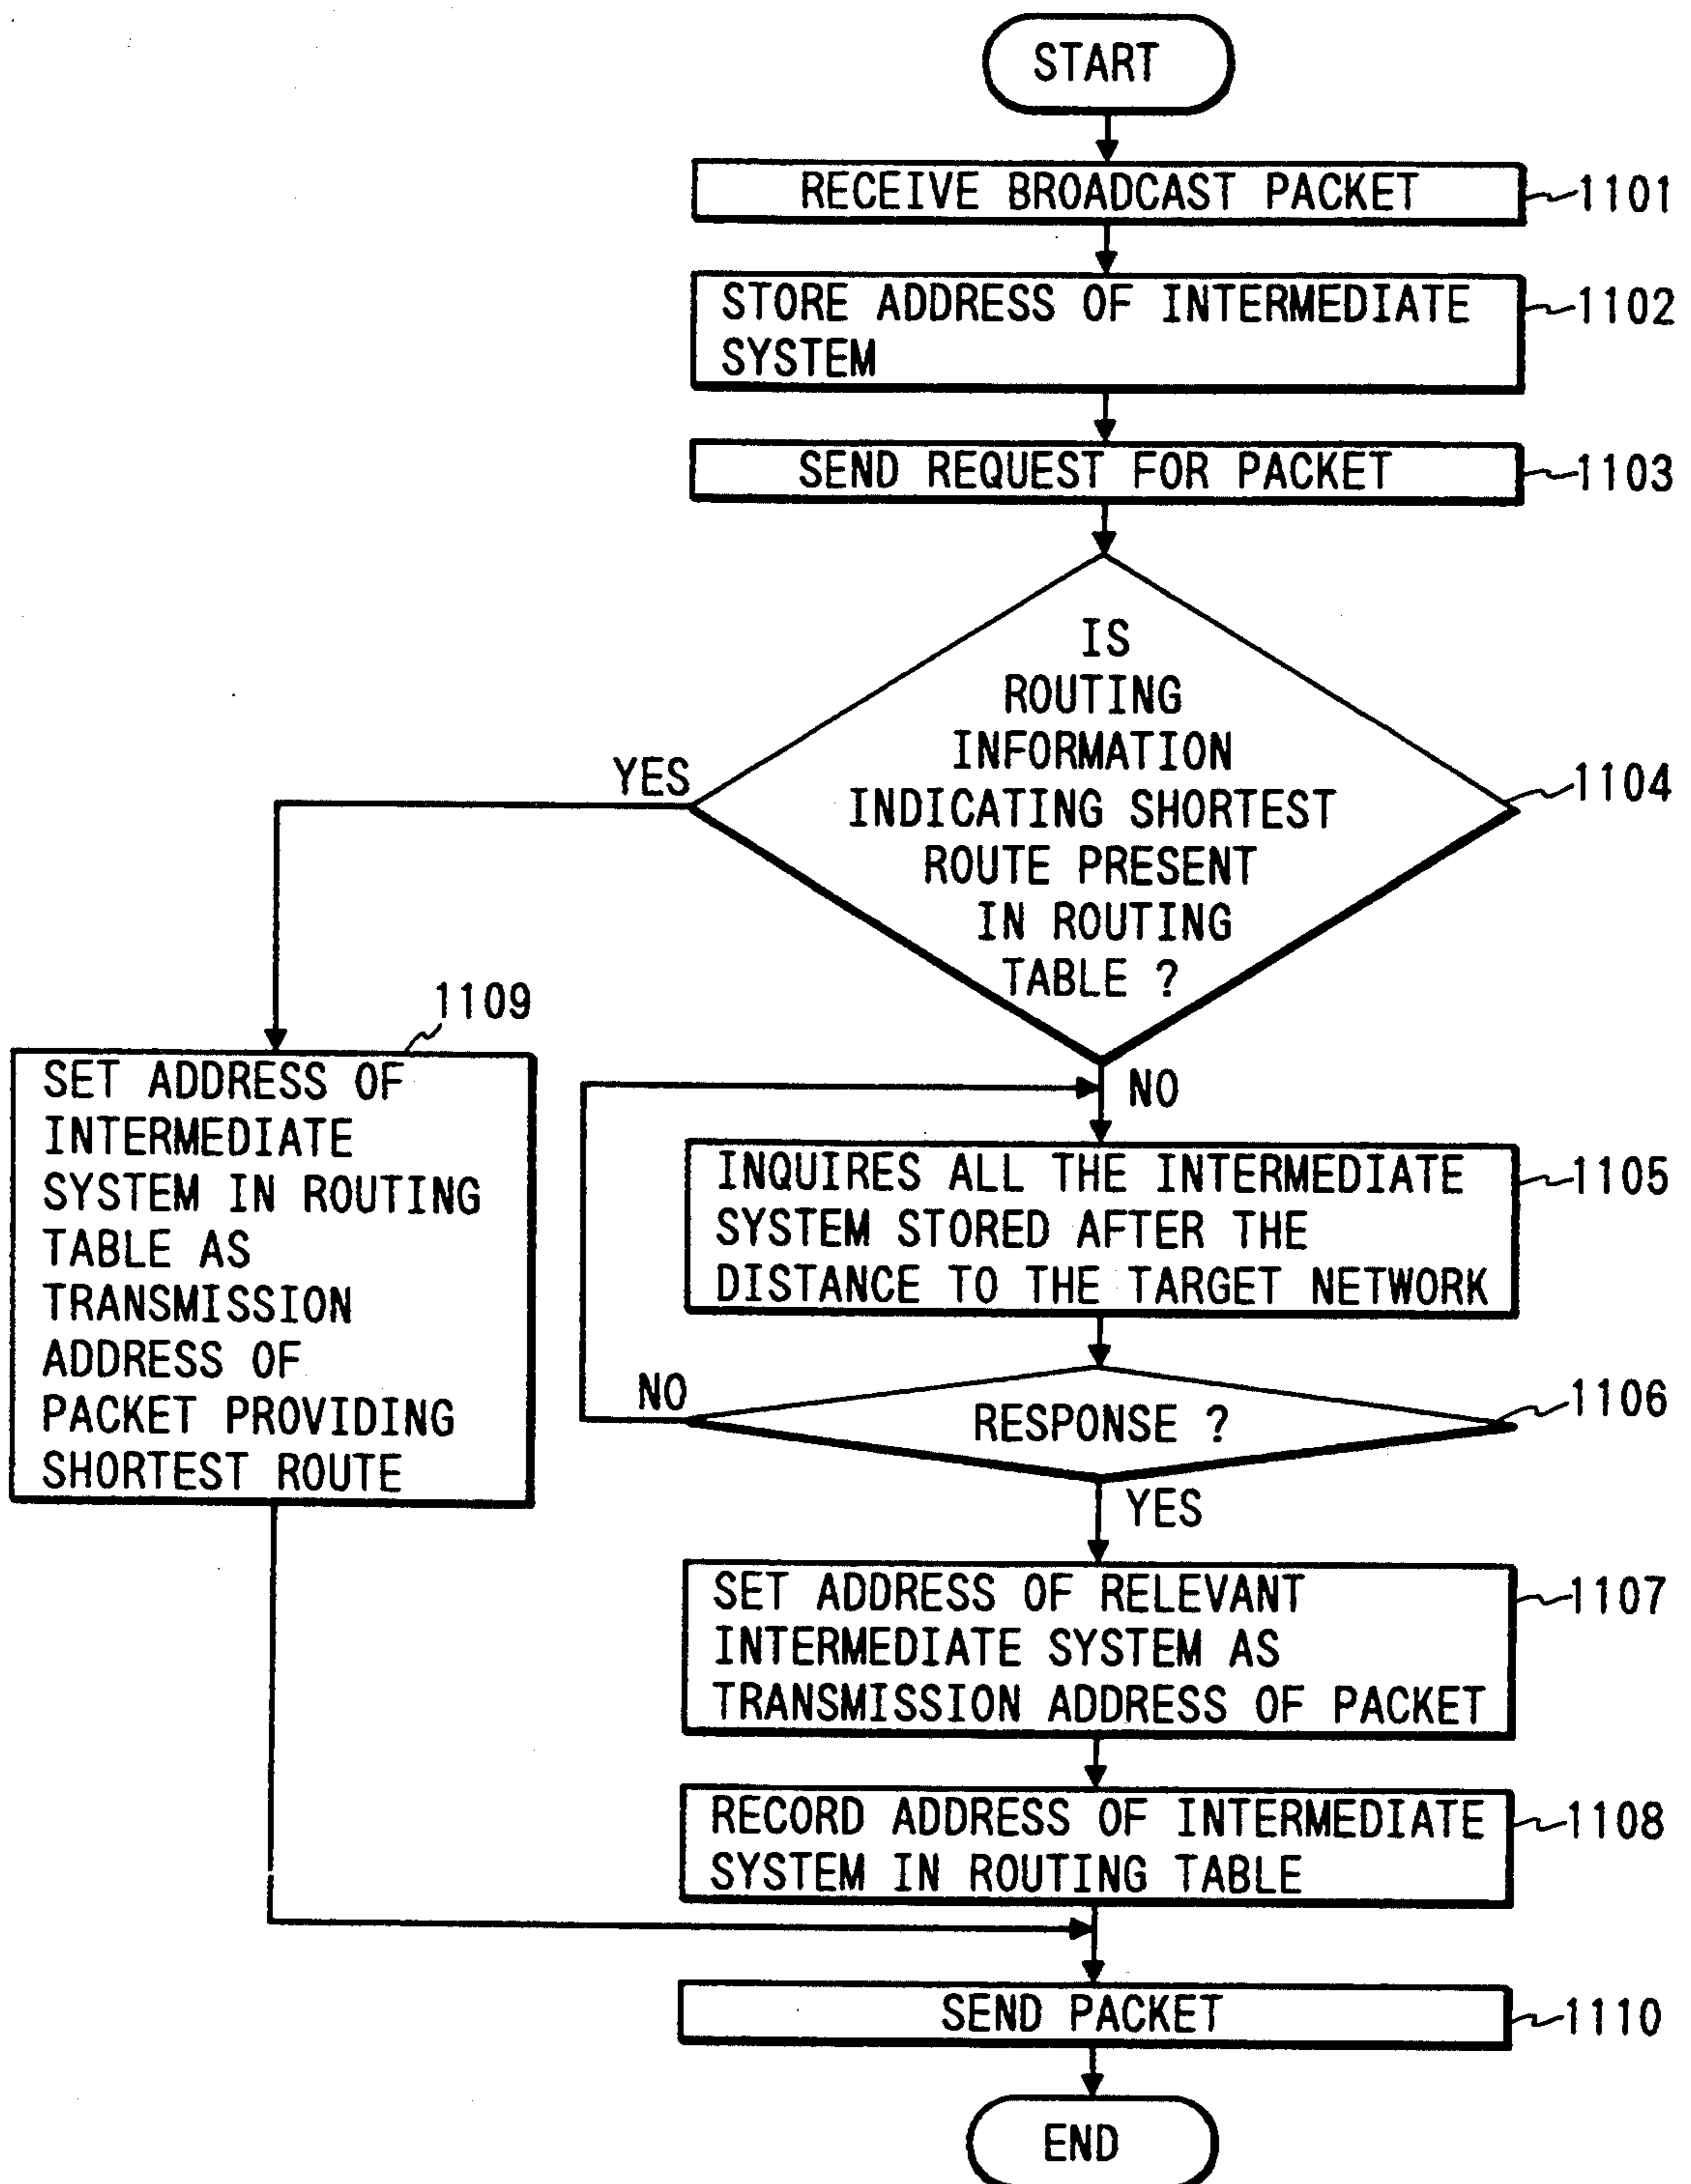 START
RECEIVE BROADCAST PACKET
1101
STORE ADDRESS OF INTERMEDIATE
SYSTEM
1102
SEND REQUEST FOR PACKET
1103
IS
ROUTING
INFORMATION
INDICATING SHORTEST
ROUTE PRESENT
IN ROUTING
TABLE ?
1104
YES
NO
1109
SET ADDRESS OF
INTERMEDIATE
SYSTEM IN ROUTING
TABLE AS
TRANSMISSION
ADDRESS OF
PACKET PROVIDING
SHORTEST ROUTE
INQUIRES ALL THE INTERMEDIATE
SYSTEM STORED AFTER THE
DISTANCE TO THE TARGET NETWORK
1105
NO
RESPONSE ?
1106
YES
SET ADDRESS OF RELEVANT
INTERMEDIATE SYSTEM AS
TRANSMISSION ADDRESS OF PACKET
1107
RECORD ADDRESS OF INTERMEDIATE
SYSTEM IN ROUTING TABLE
1108
SEND PACKET
1110
END